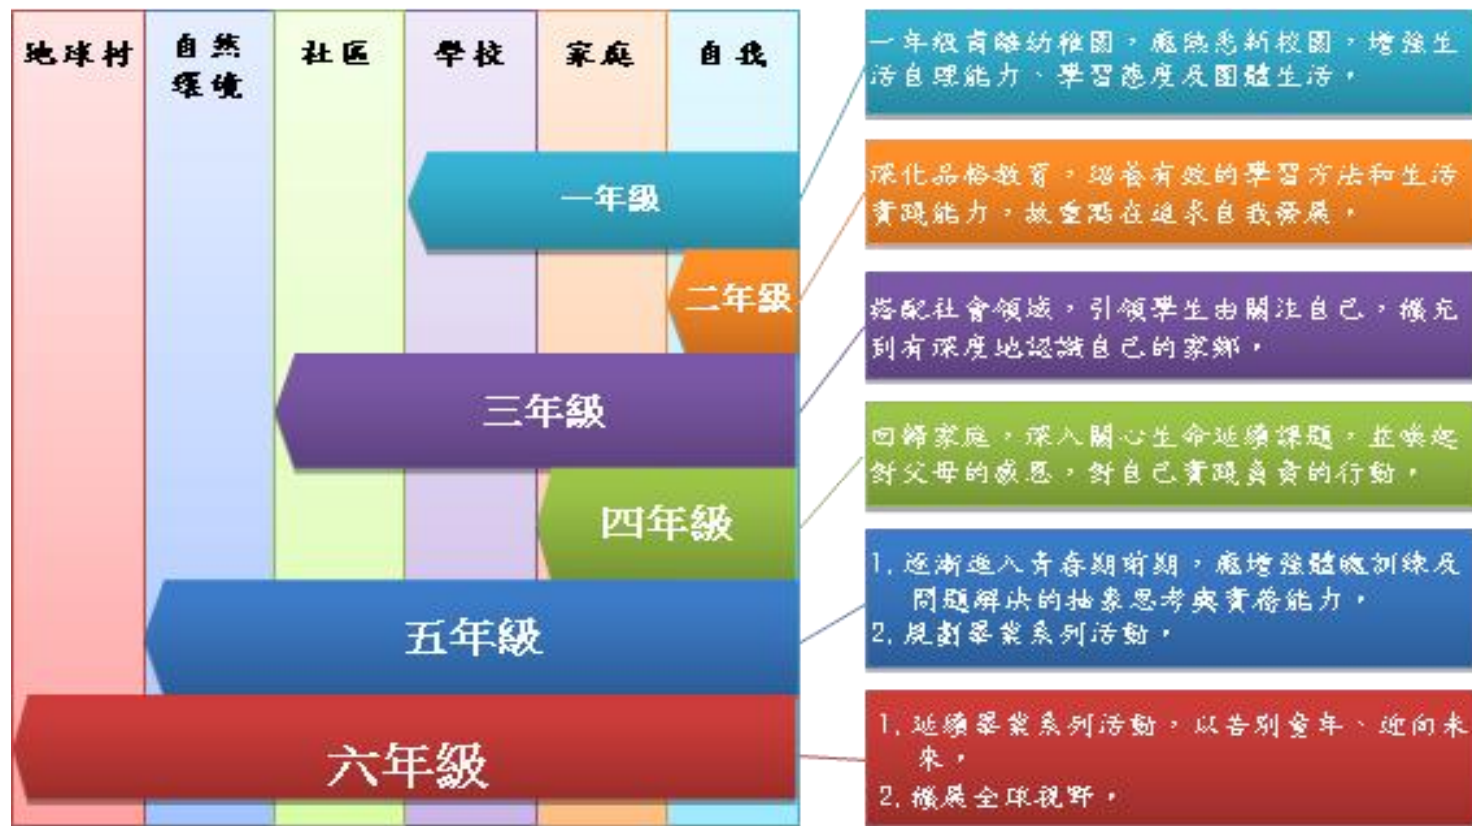 地球村
自然
環境
社區
學校
家庭
自我
一年級
二年級
三年級
四年級
五年級
六年級
一年級甫離幼稚園，應熟悉新校園，增強生
活自理能力、學習態度及團體生活。
深化品格教育，培養有效的學習方法和生活
實踐能力，故重點在追求自我發展。
搭配社會領域，引領學生由關注自己，擴充
到有深度地認識自己的家鄉。
回歸家庭，深入關心生命延續課題，並喚起
對父母的感恩，對自己實踐負責的行動。
1. 逐漸進入青春期前期，應增強體魄訓練及
問題解決的抽象思考與實務能力。
2. 規劃畢業系列活動。
1. 延續畢業系列活動，以告別童年、迎向未
來。
2. 擴展全球視野。